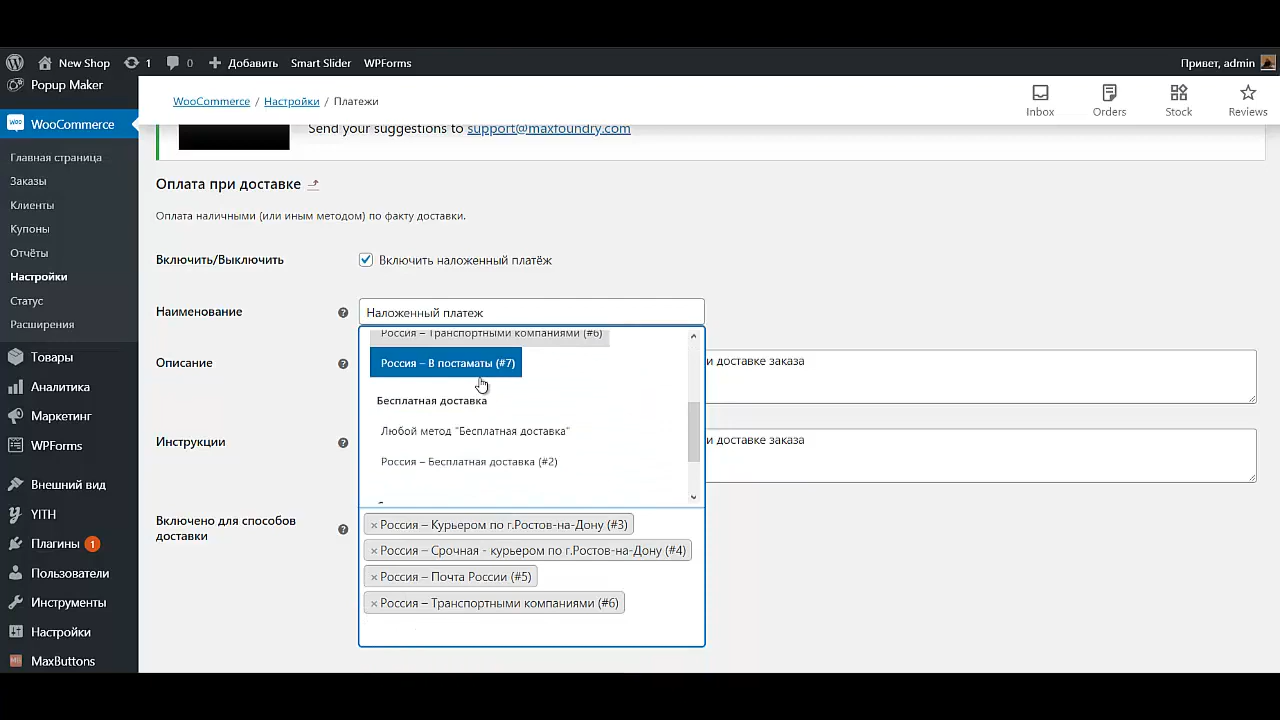 New Shop
1
0
Добавить
Smart Slider
WPForms
Привет, admin
Popup Maker
WooCommerce
Главная страница
Заказы
Клиенты
Купоны
Отчёты
Настройки
Статус
Расширения
Товары
Аналитика
Маркетинг
WPForms
Внешний вид
YITH
Плагины 1
Пользователи
Инструменты
Настройки
MaxButtons
WooCommerce / Настройки / Платежи
Inbox
Orders
Stock
Reviews
Send your suggestions to support@maxfoundry.com
Оплата при доставке
Оплата наличными (или иным методом) по факту доставки.
Включить/Выключить
Включить наложенный платёж
Наименование
Наложенный платеж
Россия – Транспортными компаниями (#6)
Россия – В постаматы (#7)
Бесплатная доставка
Любой метод "Бесплатная доставка"
Россия – Бесплатная доставка (#2)
Описание
и доставке заказа
Инструкции
и доставке заказа
Включено для способов
доставки
× Россия – Курьером по г.Ростов-на-Дону (#3)
× Россия – Срочная - курьером по г.Ростов-на-Дону (#4)
× Россия – Почта России (#5)
× Россия – Транспортными компаниями (#6)